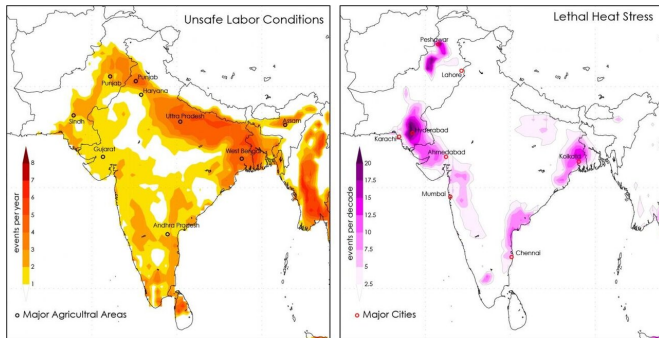 Unsafe Labor Conditions
Punjab
Punjab
Haryana
Sindh
Uttra Pradesh
Assam
Gujarat
West Bengal
Andhra Pradesh
events per year
8
7
6
5
4
3
2
1
Major Agricultral Areas
Lethal Heat Stress
Peshawar
Lahore
Hyderabad
Karachi
Ahmedabad
Kolkata
Mumbai
Chennai
events per decade
20
17.5
15
12.5
10
7.5
5
2.5
Major Cities